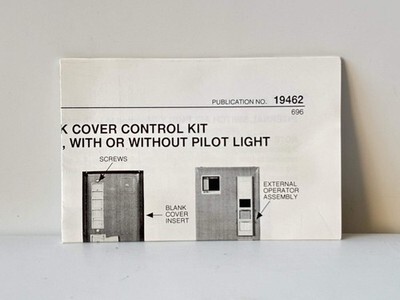 PUBLICATION NO. 19462
696
K COVER CONTROL KIT
, WITH OR WITHOUT PILOT LIGHT
SCREWS
BLANK
COVER
INSERT
EXTERNAL
OPERATOR
ASSEMBLY